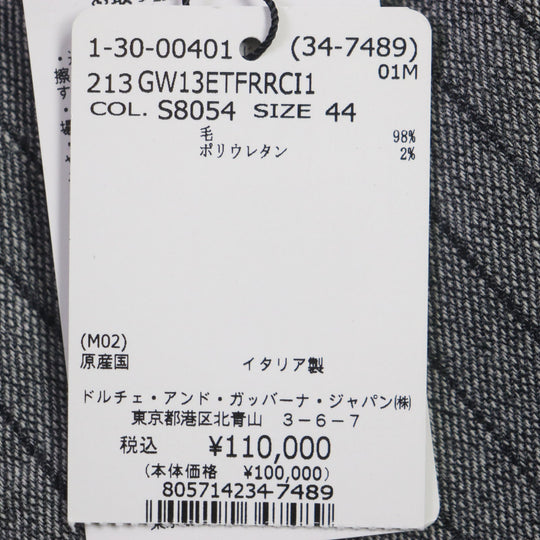 1-30-00401 (34-7489)
01M
213 GW13ETFRRCI1
COL. S8054 SIZE 44
毛 98%
ポリウレタン 2%
(M02)
原産国 イタリア製
ドルチェ・アンド・ガッバーナ・ジャパン㈱
東京都港区北青山 3-6-7
税込 ¥110,000
(本体価格 ¥100,000)
805714234-7489